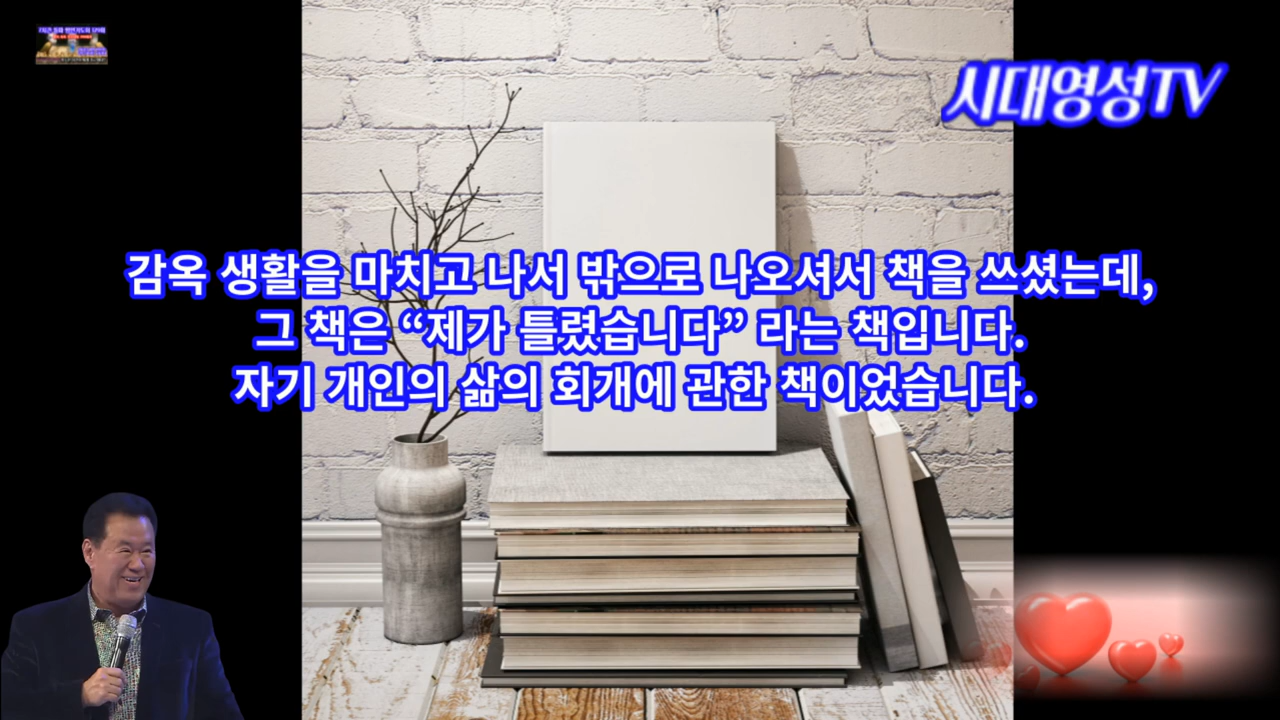 시대영성TV
감옥 생활을 마치고 나서 밖으로 나오셔서 책을 쓰셨는데,
그 책은 “제가 틀렸습니다” 라는 책입니다.
자기 개인의 삶의 회개에 관한 책이었습니다.